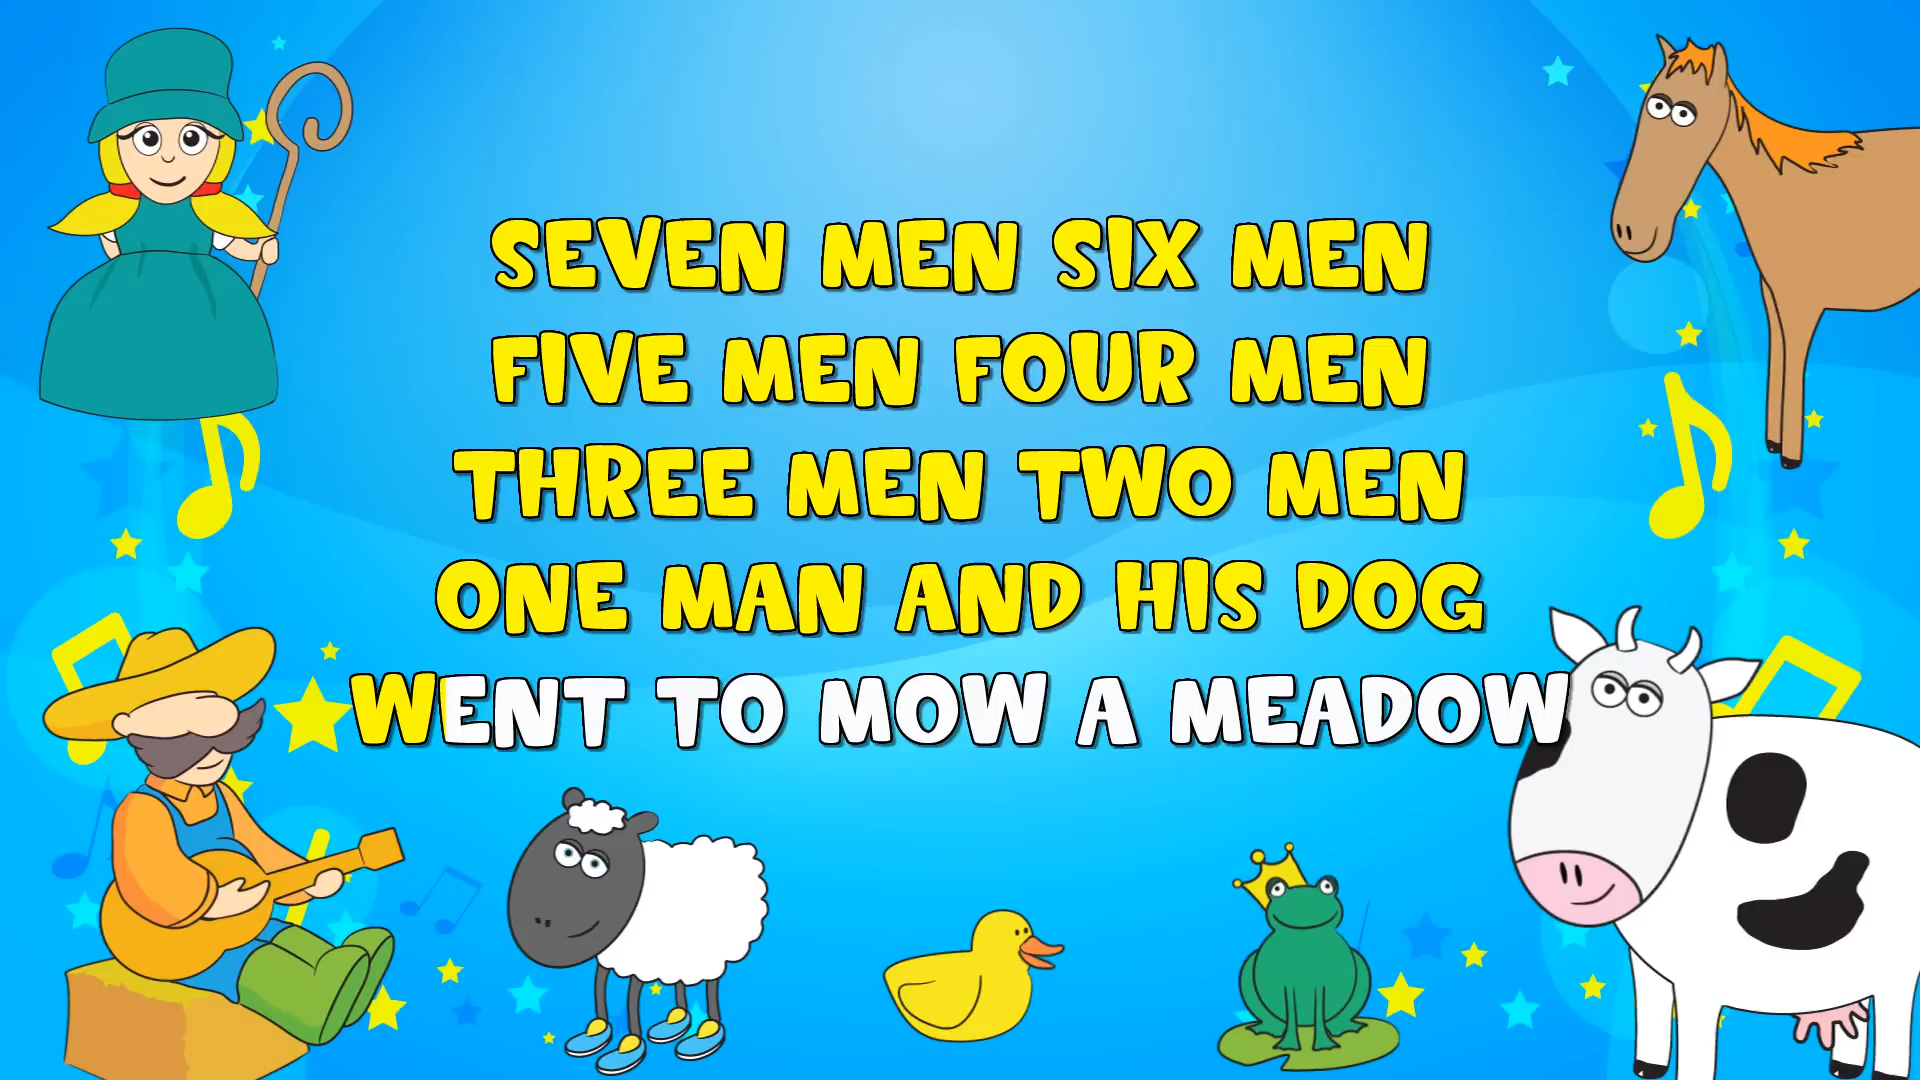 SEVEN MEN SIX MEN
FIVE MEN FOUR MEN
THREE MEN TWO MEN
ONE MAN AND HIS DOG
WENT TO MOW A MEADOW